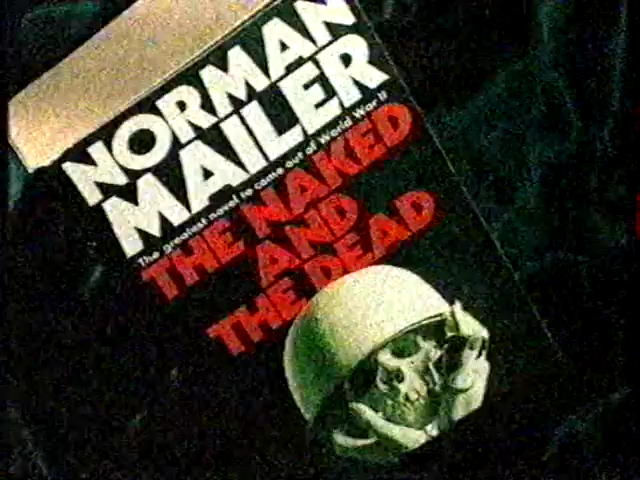 NORMAN
MAILER
The greatest novel to come out of World War II
THE NAKED
AND
THE DEAD